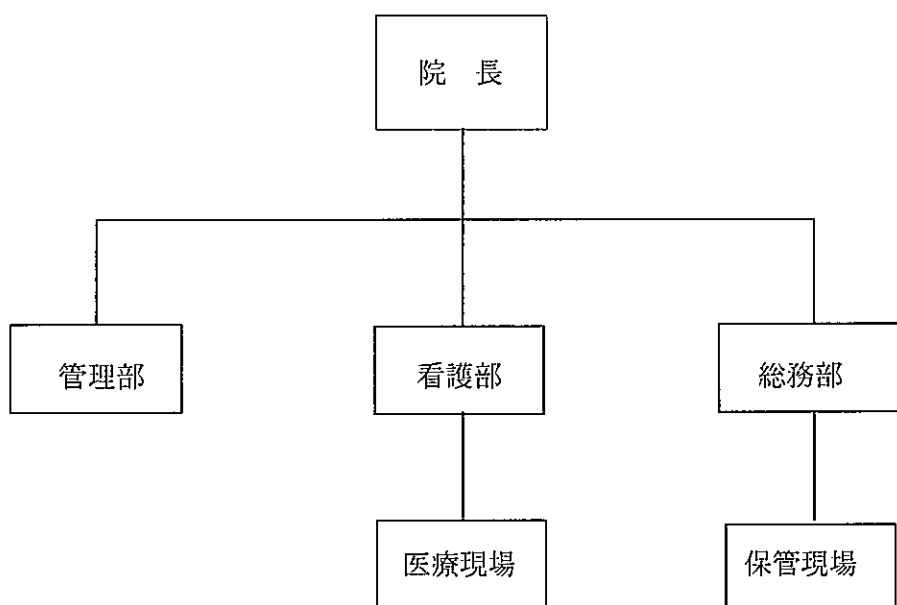 院　長
管理部
看護部
総務部
医療現場
保管現場